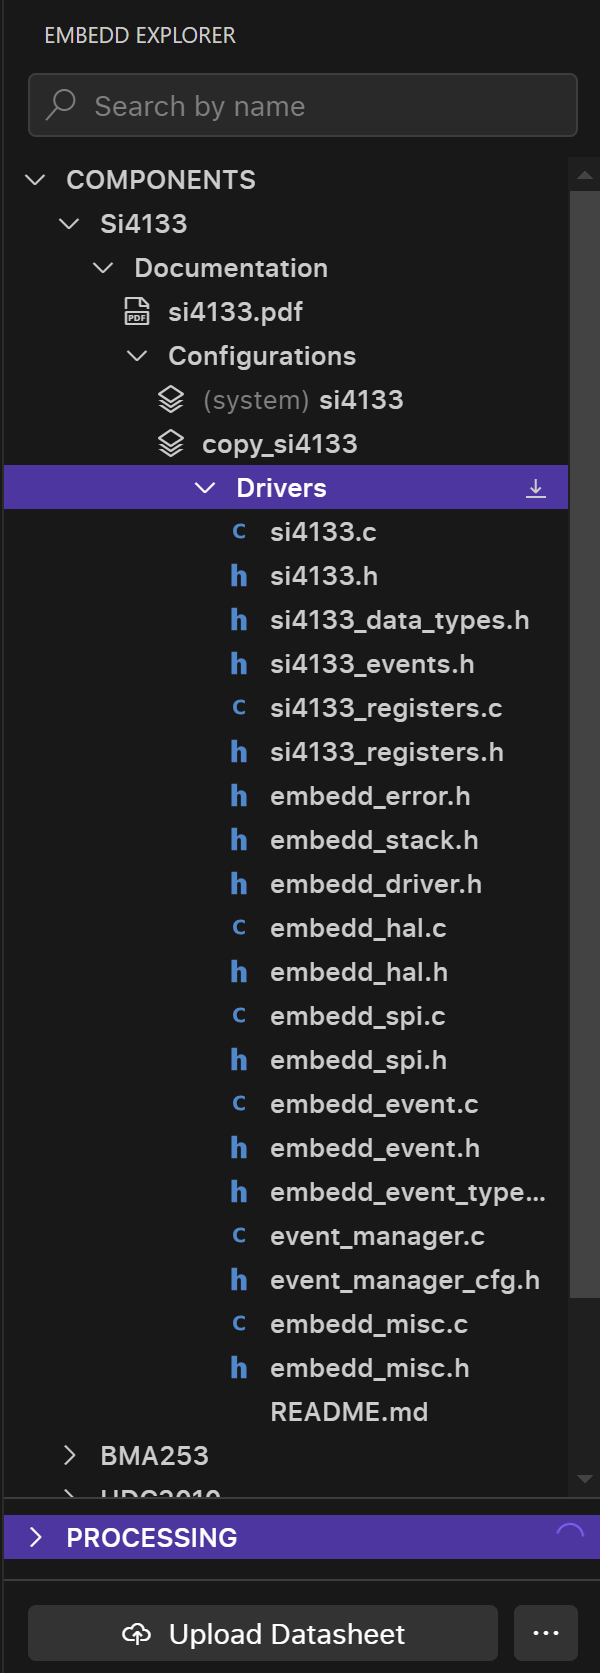 EMBEDD EXPLORER
Search by name
COMPONENTS
Si4133
Documentation
PDF si4133.pdf
Configurations
(system) si4133
copy_si4133
Drivers
C si4133.c
h si4133.h
h si4133_data_types.h
h si4133_events.h
C si4133_registers.c
h si4133_registers.h
h embedd_error.h
h embedd_stack.h
h embedd_driver.h
C embedd_hal.c
h embedd_hal.h
C embedd_spi.c
h embedd_spi.h
C embedd_event.c
h embedd_event.h
h embedd_event_type...
C event_manager.c
h event_manager_cfg.h
C embedd_misc.c
h embedd_misc.h
README.md
BMA253
PROCESSING
Upload Datasheet ...